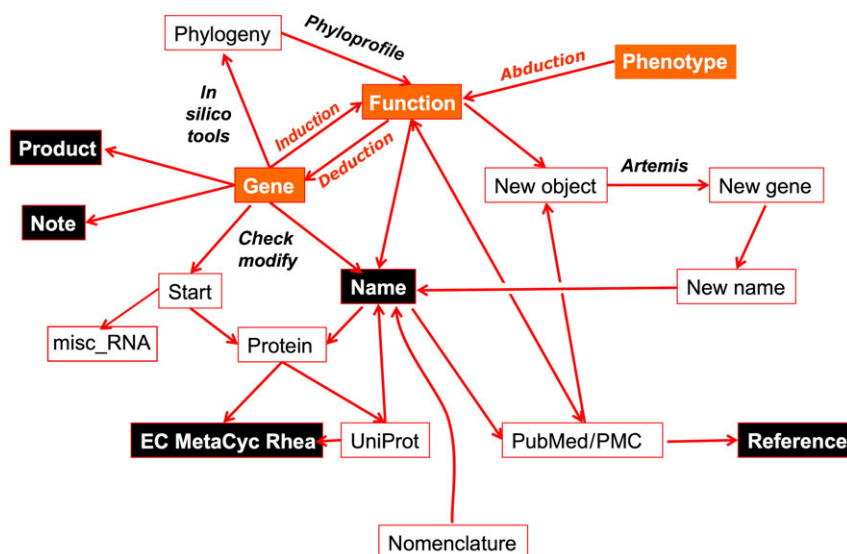 Phylogeny
Phyloprofile
Abduction
Phenotype
In
silico
tools
Induction
Function
Deduction
Product
Gene
New object
Artemis
New gene
Note
Check
modify
Start
Name
New name
misc_RNA
Protein
EC MetaCyc Rhea
UniProt
PubMed/PMC
Reference
Nomenclature